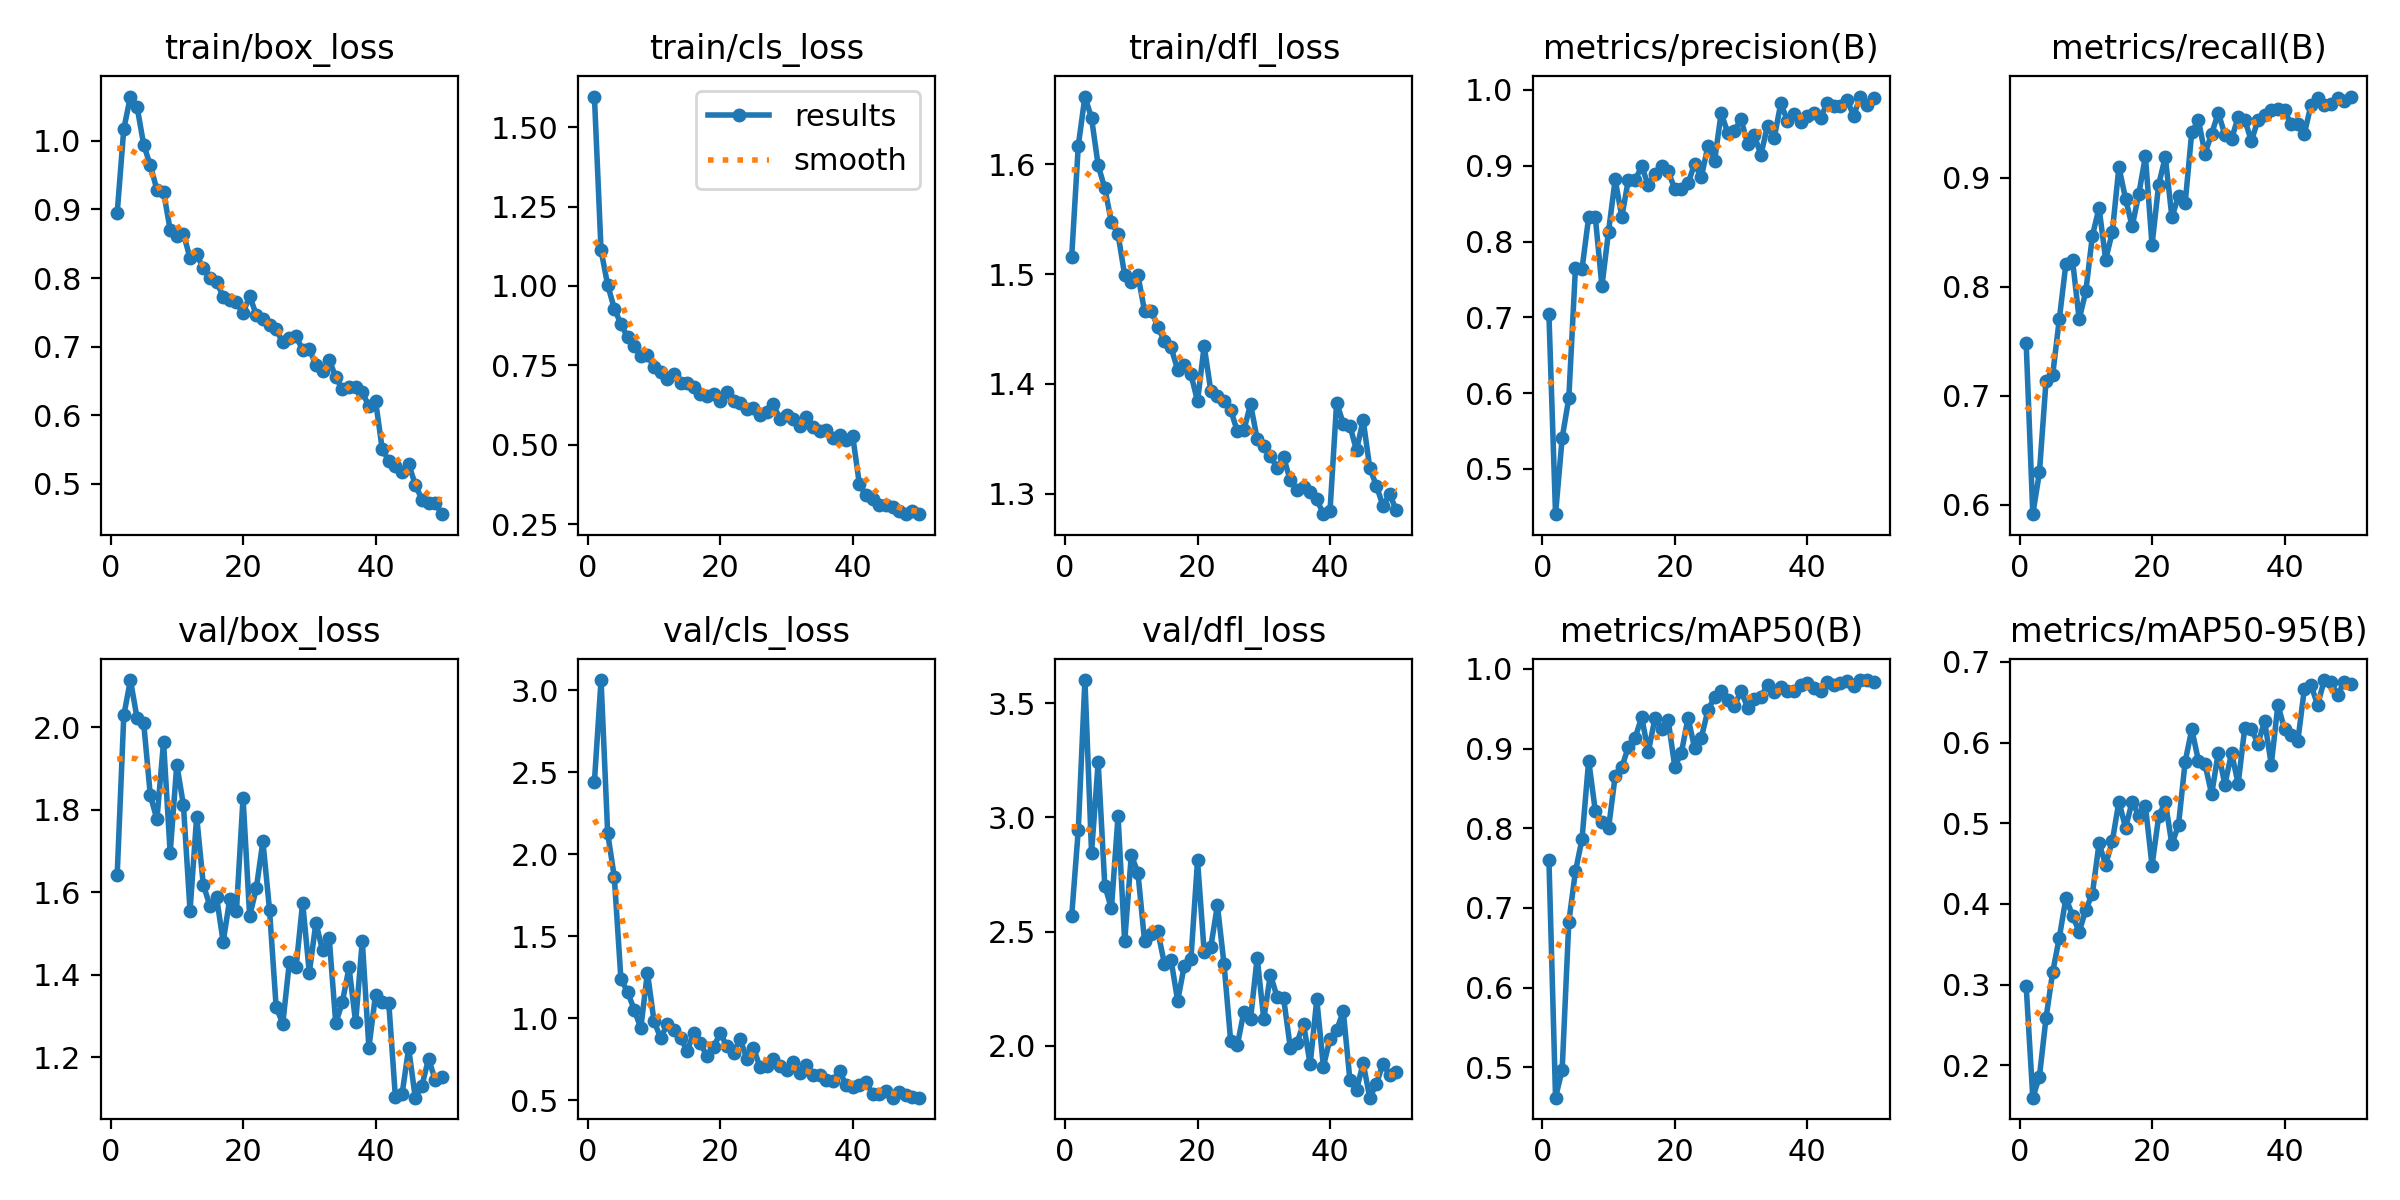 train/box_loss
train/cls_loss
train/dfl_loss
metrics/precision(B)
metrics/recall(B)
1.0
0.9
0.8
0.7
0.6
0.5
0 20 40
1.50
1.25
1.00
0.75
0.50
0.25
results
smooth
0 20 40
1.6
1.5
1.4
1.3
0 20 40
1.0
0.9
0.8
0.7
0.6
0.5
0 20 40
0.9
0.8
0.7
0.6
0 20 40
val/box_loss
val/cls_loss
val/dfl_loss
metrics/mAP50(B)
metrics/mAP50-95(B)
2.0
1.8
1.6
1.4
1.2
0 20 40
3.0
2.5
2.0
1.5
1.0
0.5
0 20 40
3.5
3.0
2.5
2.0
0 20 40
1.0
0.9
0.8
0.7
0.6
0.5
0 20 40
0.7
0.6
0.5
0.4
0.3
0.2
0 20 40